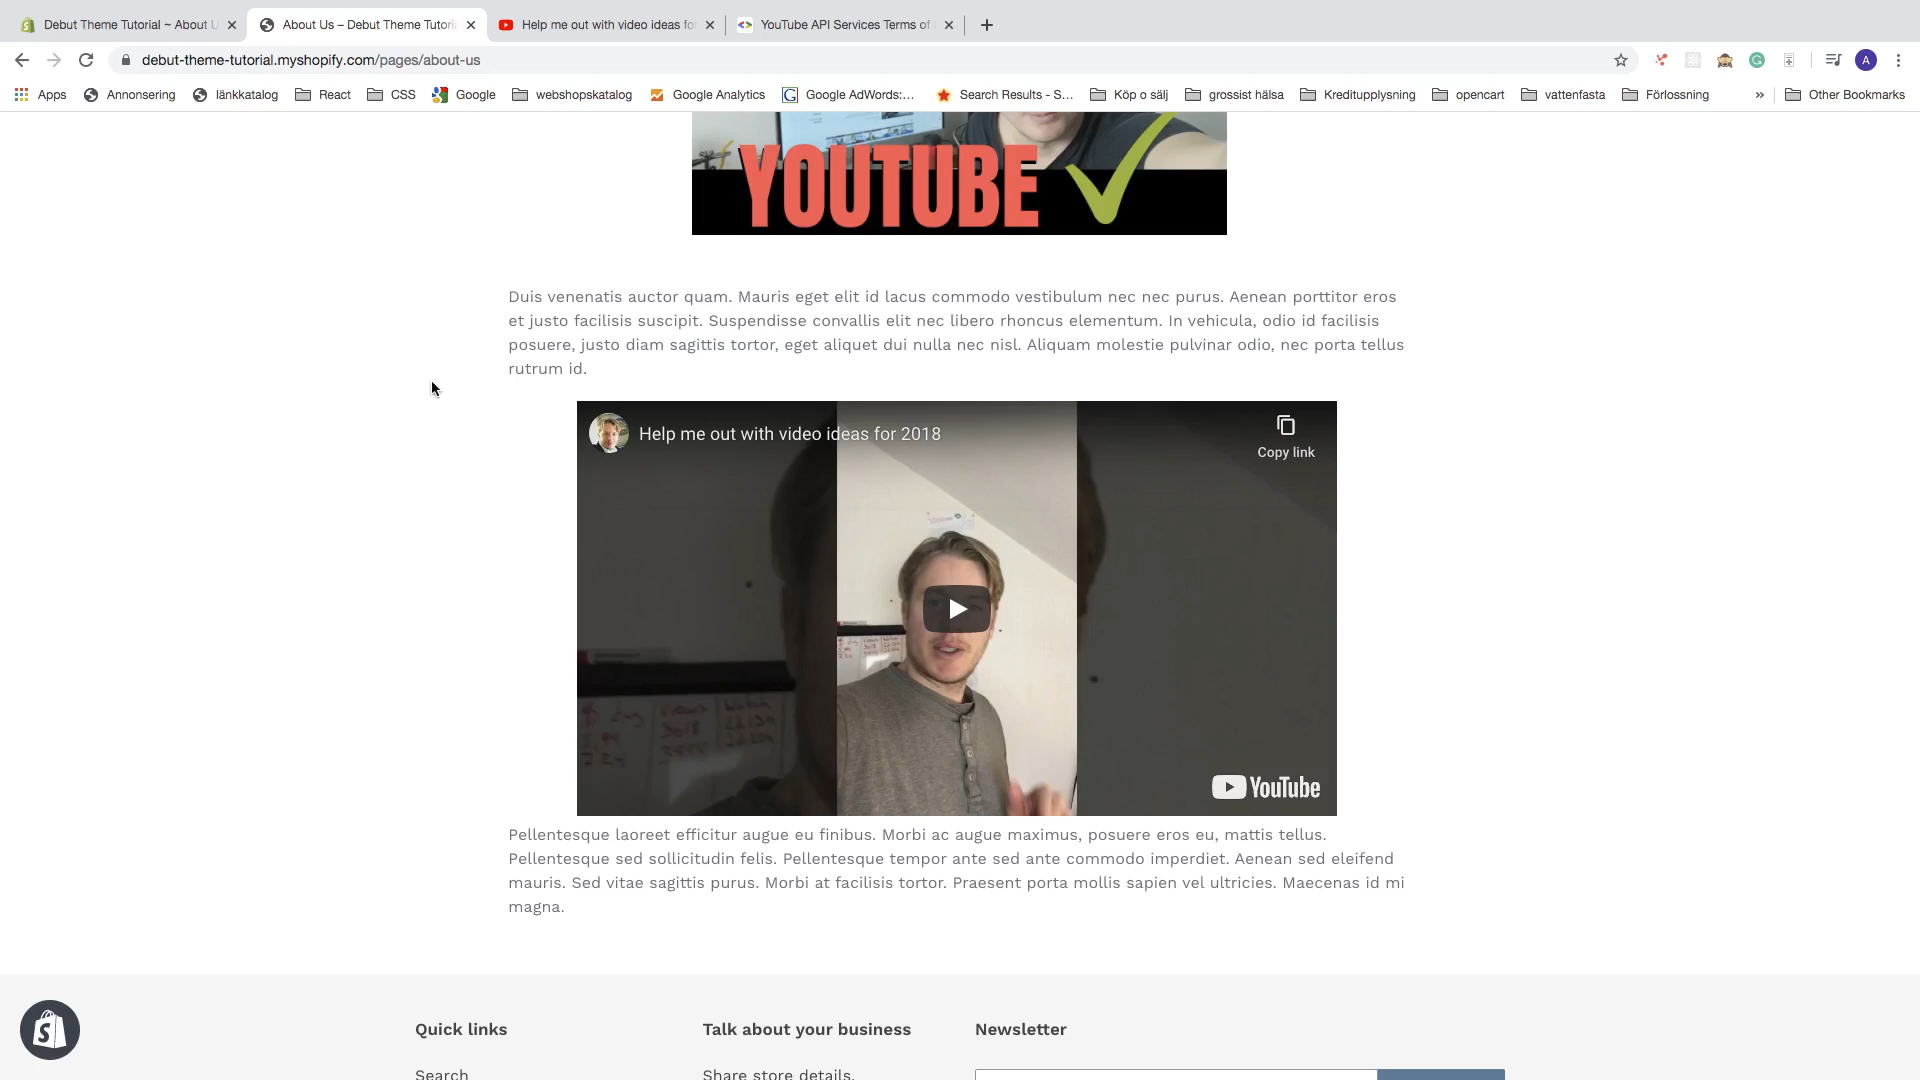 Debut Theme Tutorial ~ About U
About Us – Debut Theme Tutoria
Help me out with video ideas fo
YouTube API Services Terms of
debut-theme-tutorial.myshopify.com/pages/about-us
A
Apps
Annonsering
länkkatalog
React
CSS
Google
webshopskatalog
Google Analytics
Google AdWords:...
Search Results - S...
Köp o sälj
grossist hälsa
Kreditupplysning
opencart
vattenfasta
Förlossning
»
Other Bookmarks
YOUTUBE
Duis venenatis auctor quam. Mauris eget elit id lacus commodo vestibulum nec nec purus. Aenean porttitor eros
et justo facilisis suscipit. Suspendisse convallis elit nec libero rhoncus elementum. In vehicula, odio id facilisis
posuere, justo diam sagittis tortor, eget aliquet dui nulla nec nisl. Aliquam molestie pulvinar odio, nec porta tellus
rutrum id.
Help me out with video ideas for 2018
Copy link
YouTube
Pellentesque laoreet efficitur augue eu finibus. Morbi ac augue maximus, posuere eros eu, mattis tellus.
Pellentesque sed sollicitudin felis. Pellentesque tempor ante sed ante commodo imperdiet. Aenean sed eleifend
mauris. Sed vitae sagittis purus. Morbi at facilisis tortor. Praesent porta mollis sapien vel ultricies. Maecenas id mi
magna.
Quick links
Talk about your business
Newsletter
Search
Share store details,